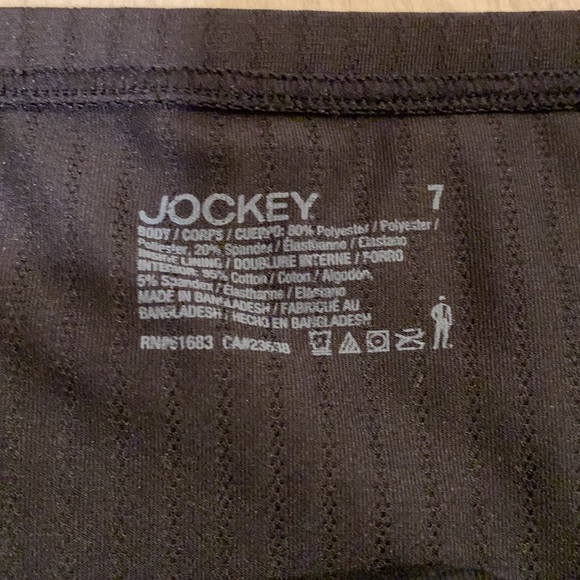 JOCKEY 7
BODY / CORPS / CUERPO: 80% Polyester / Polyester /
Poliester, 20% Spandex / Élasthanne / Elastano
INSIDE LINING / DOUBLURE INTERNE / FORRO
INTERIOR: 95% Cotton / Coton / Algodón,
5% Spandex / Élasthanne / Elastano
MADE IN BANGLADESH / FABRIQUÉ AU
BANGLADESH / HECHO EN BANGLADESH
RN#61683 CA#23638